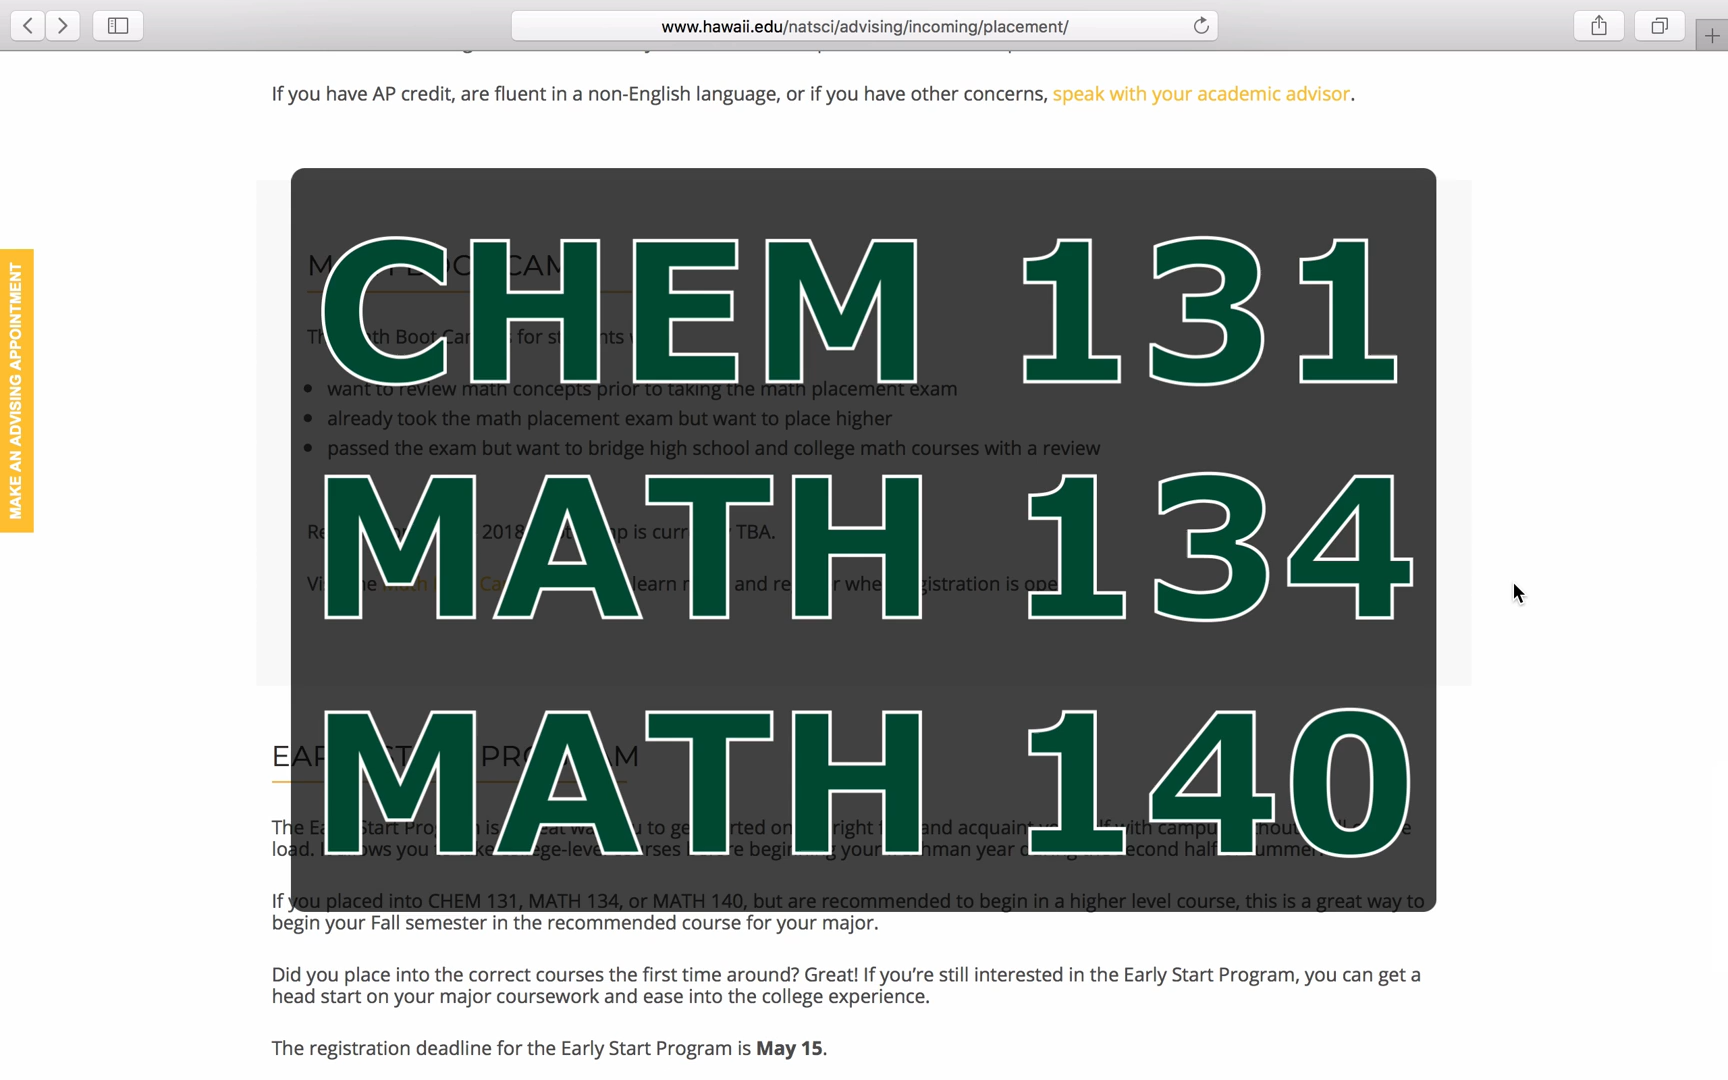 www.hawaii.edu/natsci/advising/incoming/placement/
If you have AP credit, are fluent in a non-English language, or if you have other concerns, speak with your academic advisor.
MAKE AN ADVISING APPOINTMENT
CHEM 131
want to review math concepts prior to taking the math placement exam
already took the math placement exam but want to place higher
passed the exam but want to bridge high school and college math courses with a review
MATH 134
2018
TBA.
MATH 140
If you placed into CHEM 131, MATH 134, or MATH 140, but are recommended to begin in a higher level course, this is a great way to
begin your Fall semester in the recommended course for your major.
Did you place into the correct courses the first time around? Great! If you’re still interested in the Early Start Program, you can get a
head start on your major coursework and ease into the college experience.
The registration deadline for the Early Start Program is May 15.